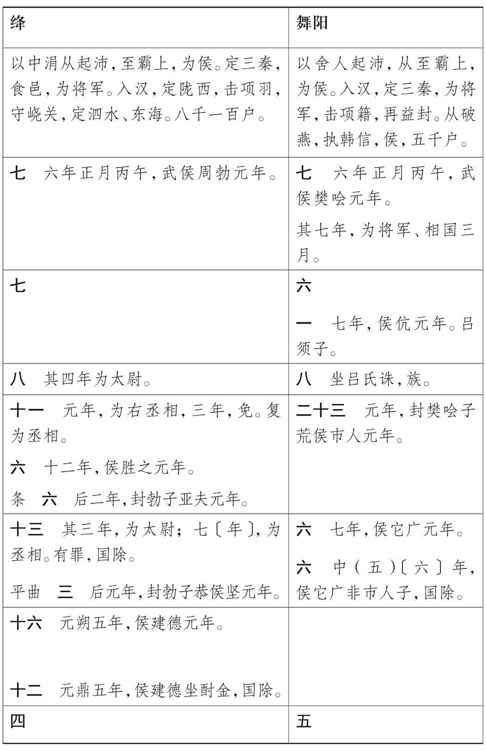 绛
舞阳
以中涓从起沛，至霸上，为侯。定三秦，
食邑，为将军。入汉，定陇西，击项羽，
守峣关，定泗水、东海。八千一百户。
以舍人起沛，从至霸上，
为侯。入汉，定三秦，为将
军，击项籍，再益封。从破
燕，执韩信，侯，五千户。
七　六年正月丙午，武侯周勃元年。
七　六年正月丙午，武
侯樊哙元年。
其七年，为将军、相国三
月。
七
六
一　七年，侯伉元年。吕
须子。
八　其四年为太尉。
八　坐吕氏诛，族。
十一　元年，为右丞相，三年，免。复
为丞相。
六　十二年，侯胜之元年。
条　六　后二年，封勃子亚夫元年。
二十三　元年，封樊哙子
荒侯市人元年。
十三　其三年，为太尉；七〔年〕，为
丞相。有罪，国除。
平曲　三　后元年，封勃子恭侯坚元年。
六　七年，侯它广元年。
六　中（五）〔六〕年，
侯它广非市人子，国除。
十六　元朔五年，侯建德元年。
十二　元鼎五年，侯建德坐酎金，国除。
四
五